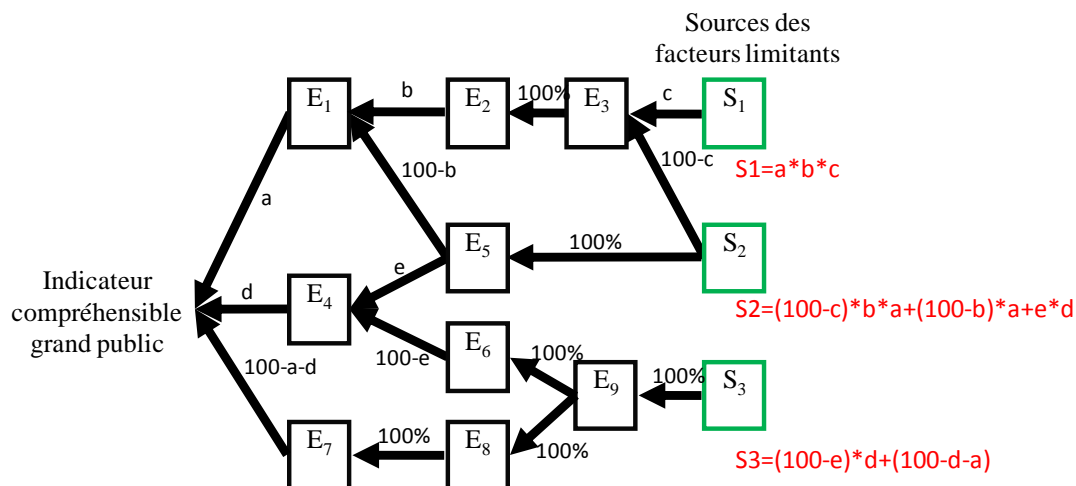 Sources des
facteurs limitants
E₁
b
E₂
100%
E₃
c
S₁
100-c
S1=a*b*c
100-b
a
E₅
100%
S₂
e
Indicateur
compréhensible
grand public
d
E₄
S2=(100-c)*b*a+(100-b)*a+e*d
100-e
E₆
100-a-d
100%
E₉
100%
S₃
E₇
100%
E₈
100%
S3=(100-e)*d+(100-d-a)